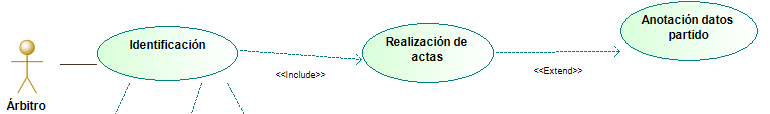 Anotación datos
partido
Identificación
Realización de
actas
<<Include>>
<<Extend>>
Árbitro